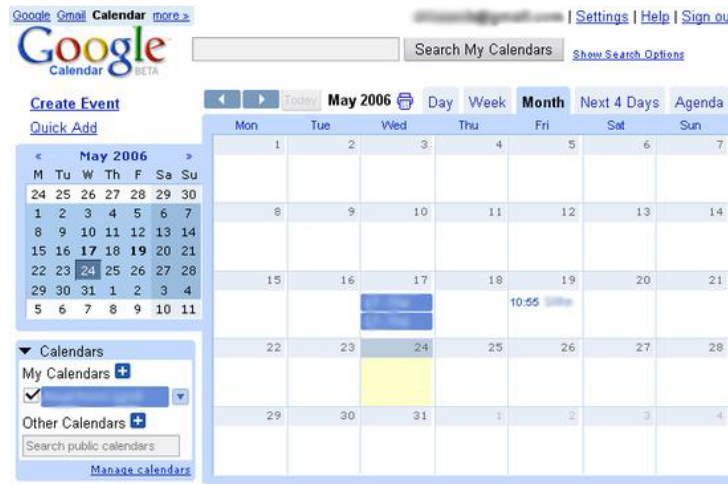 Google Gmail Calendar more »
@gmail.com | Settings | Help | Sign ou
Google
Calendar BETA
Search My Calendars
Show Search Options
Create Event
Quick Add
Today May 2006 Day Week Month Next 4 Days Agenda
Mon Tue Wed Thu Fri Sat Sun
« May 2006 »
M Tu W Th F Sa Su
24 25 26 27 28 29 30
1 2 3 4 5 6 7
8 9 10 11 12 13 14
15 16 17 18 19 20 21
22 23 24 25 26 27 28
29 30 31 1 2 3 4
5 6 7 8 9 10 11
1 2 3 4 5 6 7
8 9 10 11 12 13 14
15 16 17 18 19 20 21
10:55
22 23 24 25 26 27 28
29 30 31 1 2 3 4
Calendars
My Calendars
Other Calendars
Search public calendars
Manage calendars